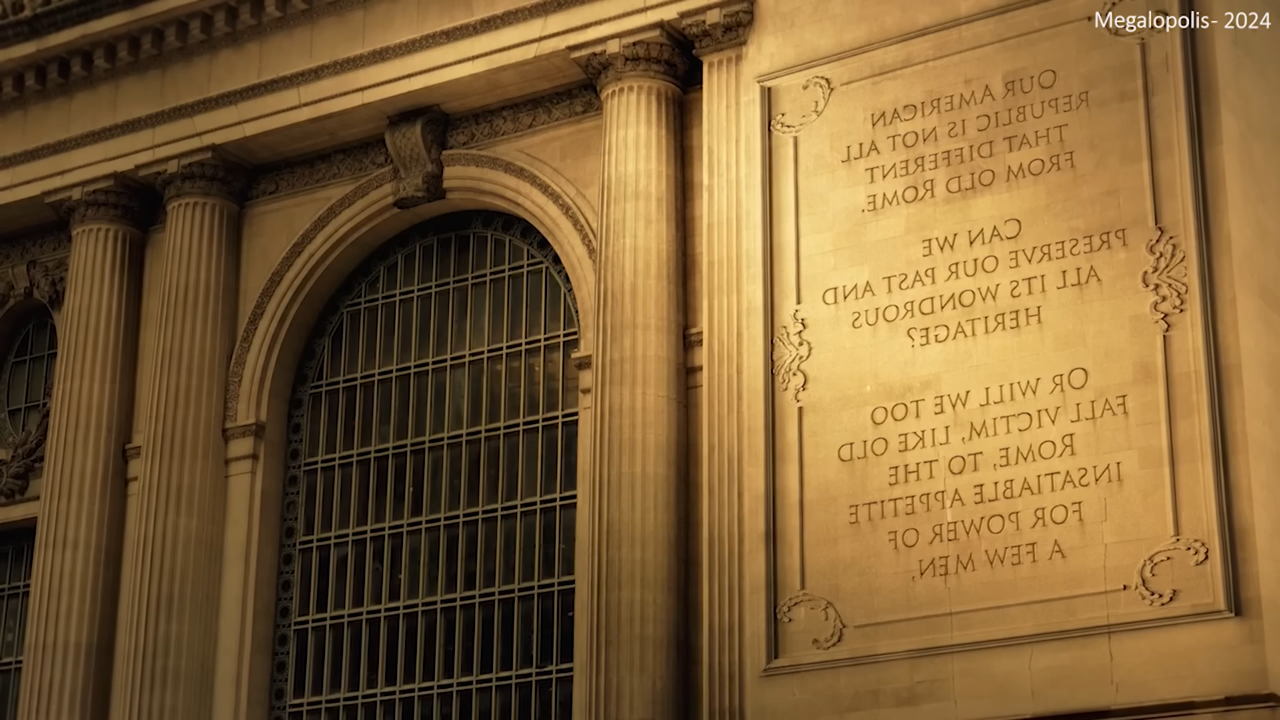 Megalopolis- 2024
OUR AMERICAN
REPUBLIC IS NOT ALL
THAT DIFFERENT
FROM OLD ROME.
CAN WE
PRESERVE OUR PAST AND
ALL ITS WONDROUS
HERITAGE?
OR WILL WE TOO
FALL VICTIM, LIKE OLD
ROME, TO THE
INSATIABLE APPETITE
FOR POWER OF
A FEW MEN,